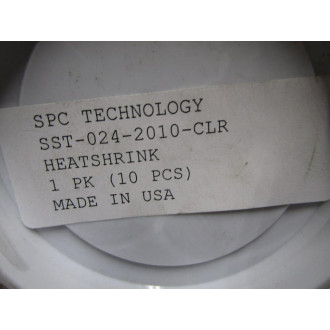 SPC TECHNOLOGY
SST-024-2010-CLR
HEATSHRINK
1 PK (10 PCS)
MADE IN USA